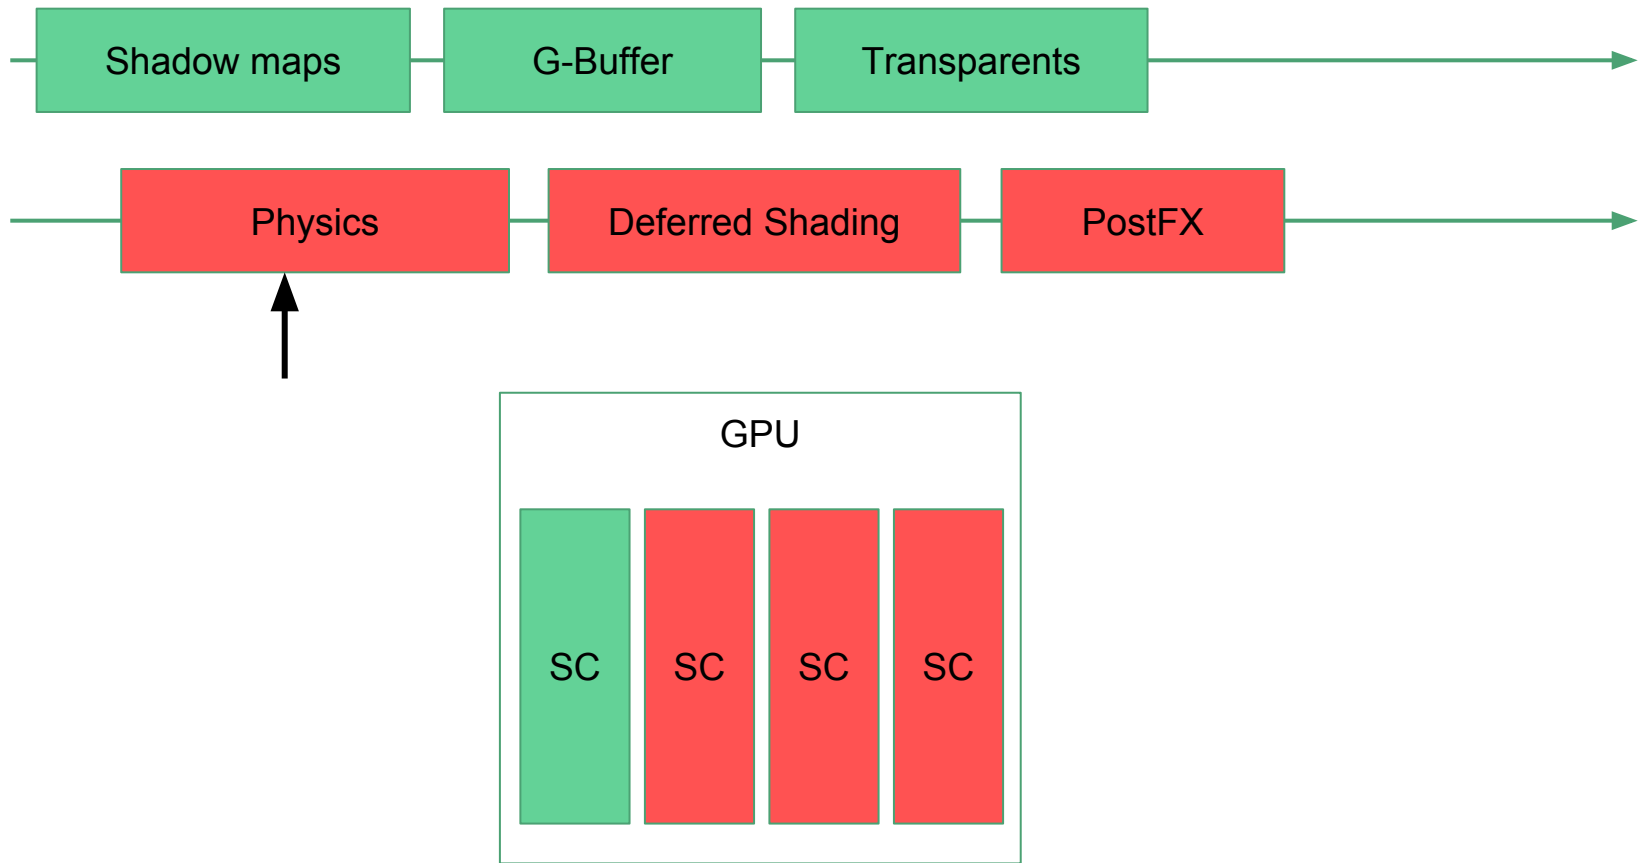 Shadow maps
G-Buffer
Transparents
Physics
Deferred Shading
PostFX
GPU
SC
SC
SC
SC